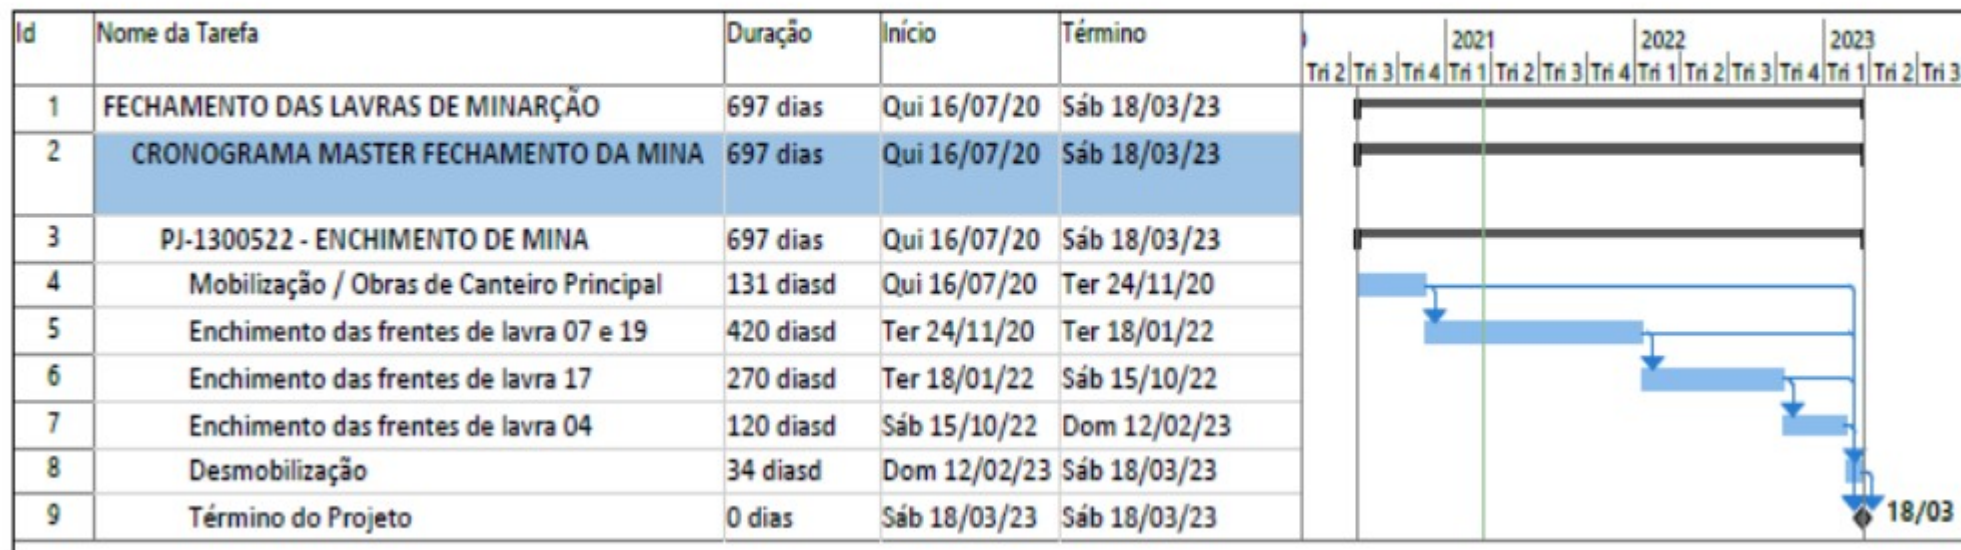 Id Nome da Tarefa Duração Início Término
2021 2022 2023
Tri 2 Tri 3 Tri 4 Tri 1 Tri 2 Tri 3 Tri 4 Tri 1 Tri 2 Tri 3 Tri 4 Tri 1 Tri 2 Tri 3
1 FECHAMENTO DAS LAVRAS DE MINARÇÃO 697 dias Qui 16/07/20 Sáb 18/03/23
2 CRONOGRAMA MASTER FECHAMENTO DA MINA 697 dias Qui 16/07/20 Sáb 18/03/23
3 PJ-1300522 - ENCHIMENTO DE MINA 697 dias Qui 16/07/20 Sáb 18/03/23
4 Mobilização / Obras de Canteiro Principal 131 diasd Qui 16/07/20 Ter 24/11/20
5 Enchimento das frentes de lavra 07 e 19 420 diasd Ter 24/11/20 Ter 18/01/22
6 Enchimento das frentes de lavra 17 270 diasd Ter 18/01/22 Sáb 15/10/22
7 Enchimento das frentes de lavra 04 120 diasd Sáb 15/10/22 Dom 12/02/23
8 Desmobilização 34 diasd Dom 12/02/23 Sáb 18/03/23
9 Término do Projeto 0 dias Sáb 18/03/23 Sáb 18/03/23 18/03